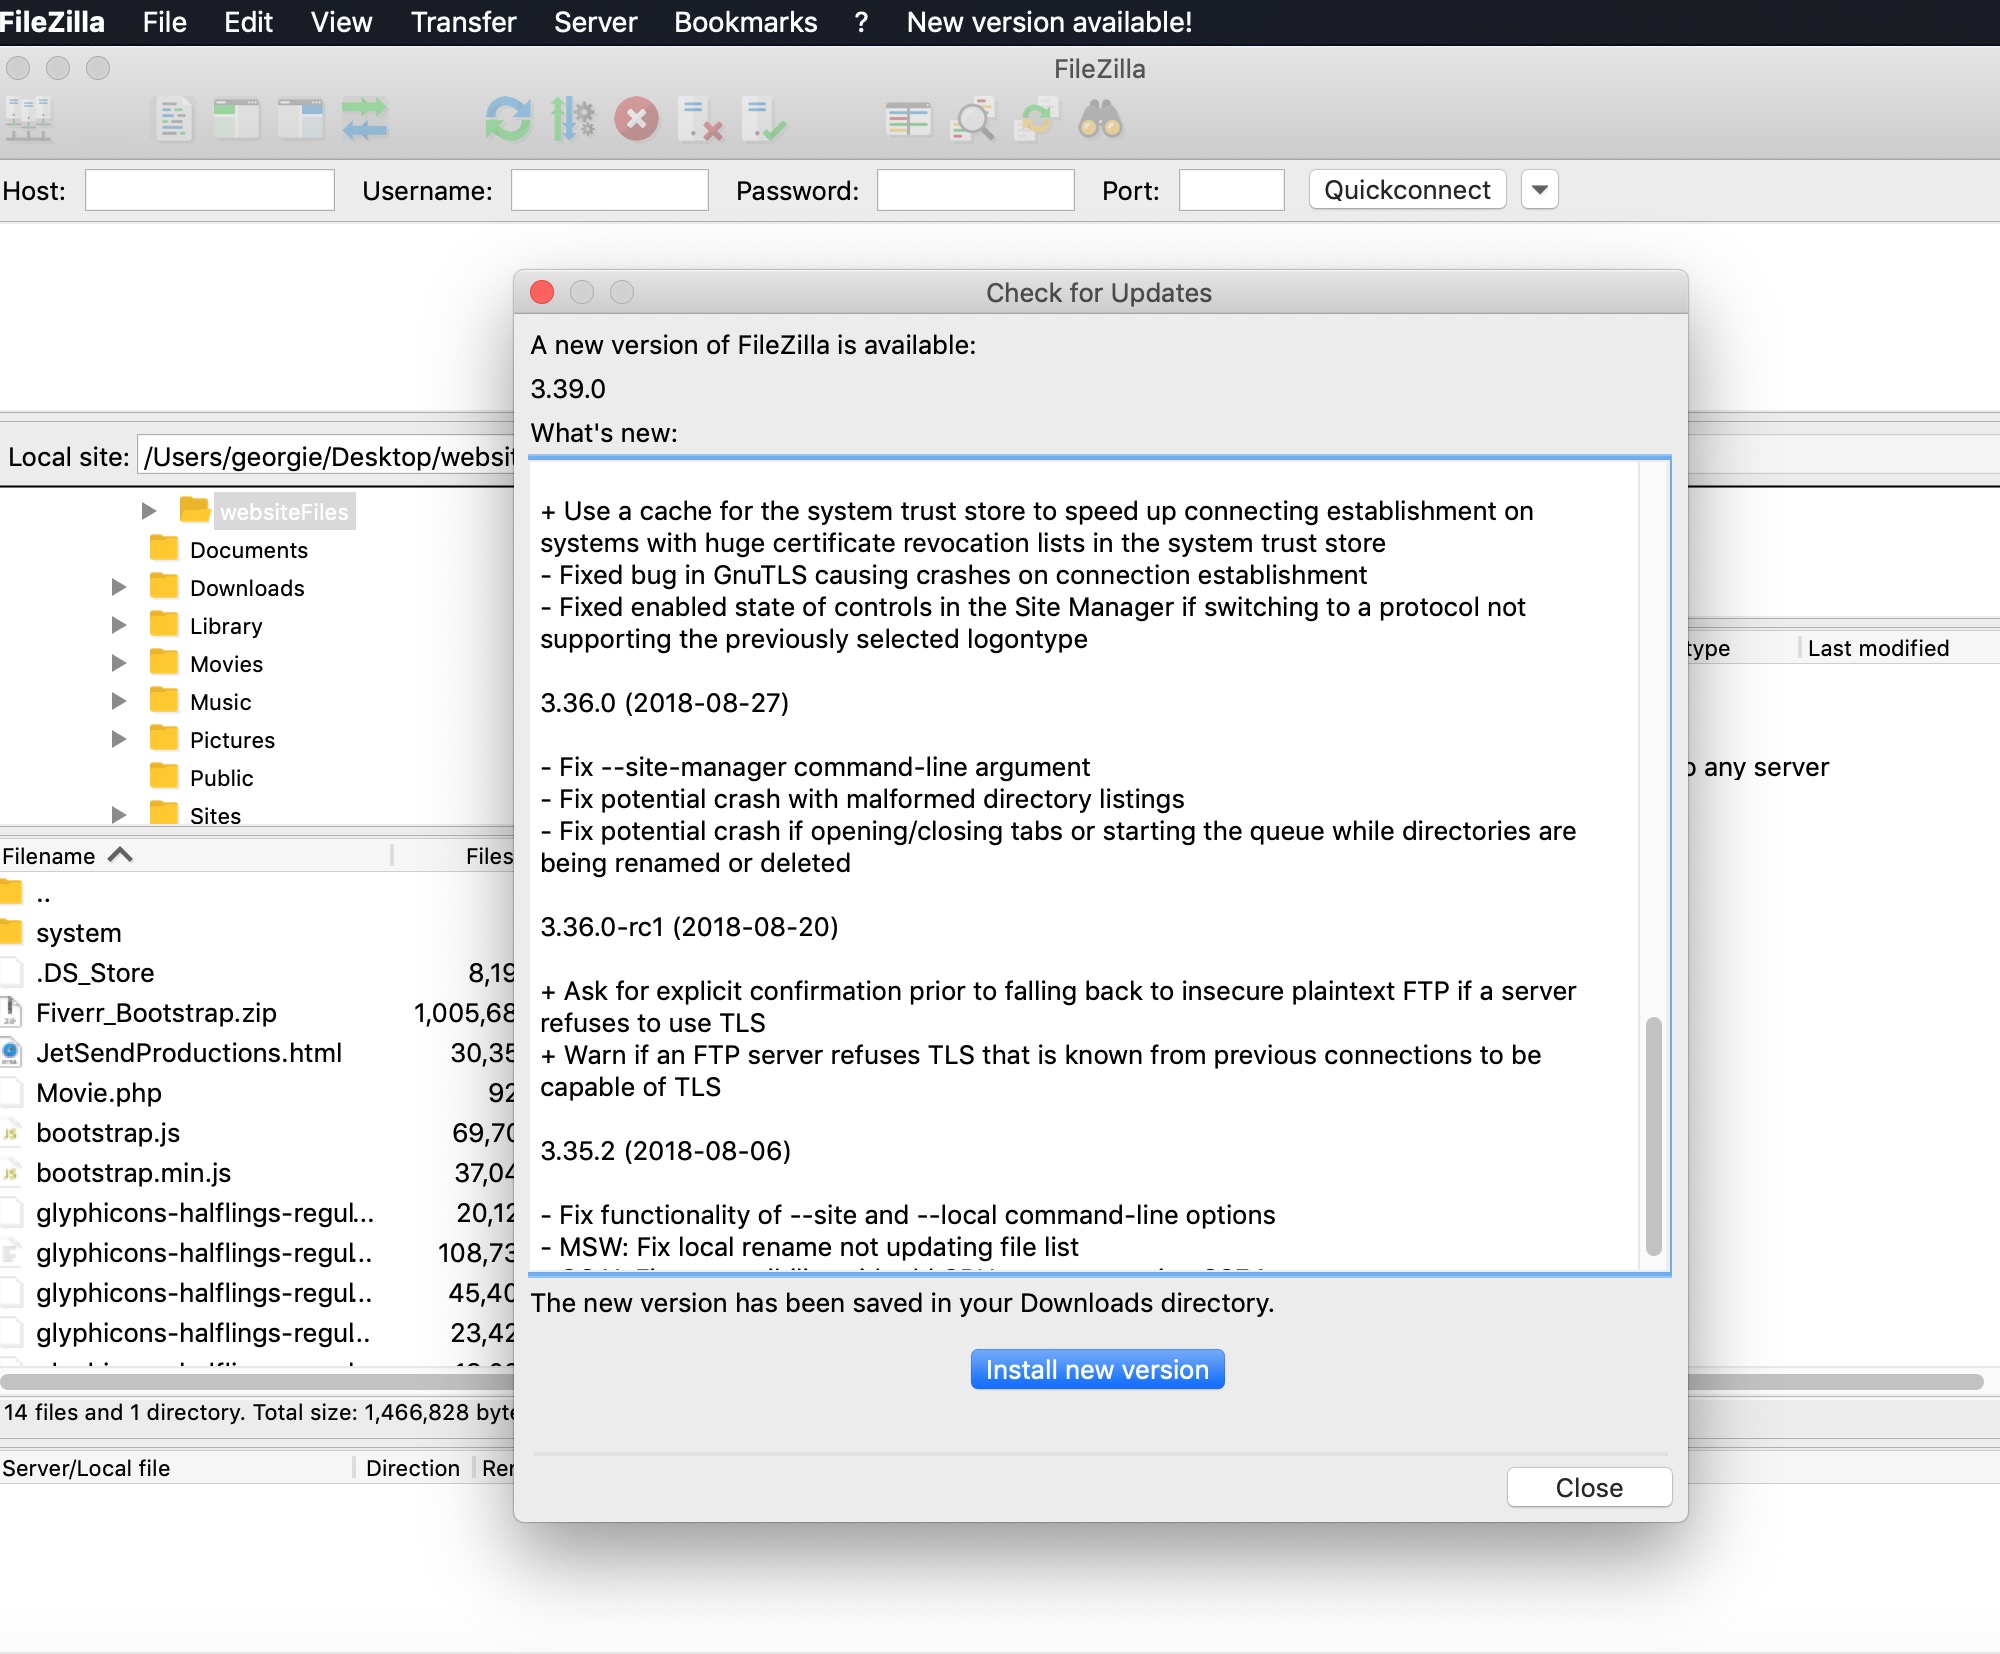 FileZilla File Edit View Transfer Server Bookmarks ? New version available!
FileZilla
Host: Username: Password: Port: Quickconnect
Check for Updates
A new version of FileZilla is available:
3.39.0
What's new:
+ Use a cache for the system trust store to speed up connecting establishment on
systems with huge certificate revocation lists in the system trust store
- Fixed bug in GnuTLS causing crashes on connection establishment
- Fixed enabled state of controls in the Site Manager if switching to a protocol not
supporting the previously selected logontype
3.36.0 (2018-08-27)
- Fix --site-manager command-line argument
- Fix potential crash with malformed directory listings
- Fix potential crash if opening/closing tabs or starting the queue while directories are
being renamed or deleted
3.36.0-rc1 (2018-08-20)
+ Ask for explicit confirmation prior to falling back to insecure plaintext FTP if a server
refuses to use TLS
+ Warn if an FTP server refuses TLS that is known from previous connections to be
capable of TLS
3.35.2 (2018-08-06)
- Fix functionality of --site and --local command-line options
- MSW: Fix local rename not updating file list
The new version has been saved in your Downloads directory.
Install new version
Close
Local site: /Users/georgie/Desktop/websit
websiteFiles
Documents
Downloads
Library
Movies
Music
Pictures
Public
Sites
Filename Files
..
system
.DS_Store 8,19
Fiverr_Bootstrap.zip 1,005,68
JetSendProductions.html 30,35
Movie.php 92
bootstrap.js 69,70
bootstrap.min.js 37,04
glyphicons-halflings-regul... 20,12
glyphicons-halflings-regul... 108,73
glyphicons-halflings-regul... 45,40
glyphicons-halflings-regul.. 23,42
14 files and 1 directory. Total size: 1,466,828 byte
Server/Local file Direction Rer
type Last modified
any server